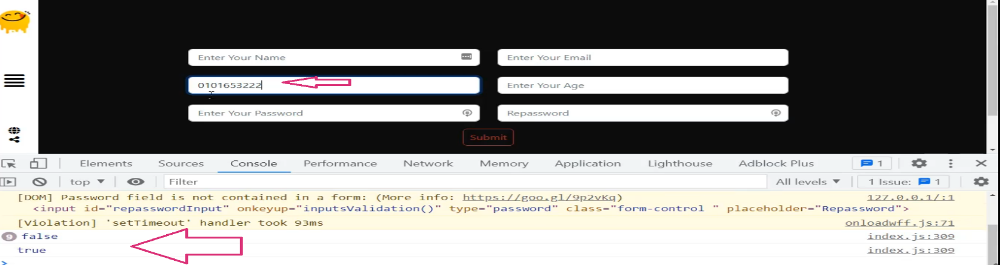 Enter Your Name Enter Your Email
0101653222 Enter Your Age
Enter Your Password Repassword
Submit
Elements Sources Console Performance Network Memory Application Lighthouse Adblock Plus 1
top Filter All levels 1 Issue: 1
[DOM] Password field is not contained in a form: (More info: https://goo.gl/9p2vKq) 127.0.0.1/:1
<input id="repasswordInput" onkeyup="inputsValidation()" type="password" class="form-control " placeholder="Repassword">
[Violation] 'setTimeout' handler took 93ms onloadwff.js:71
9 false index.js:309
true index.js:309
>